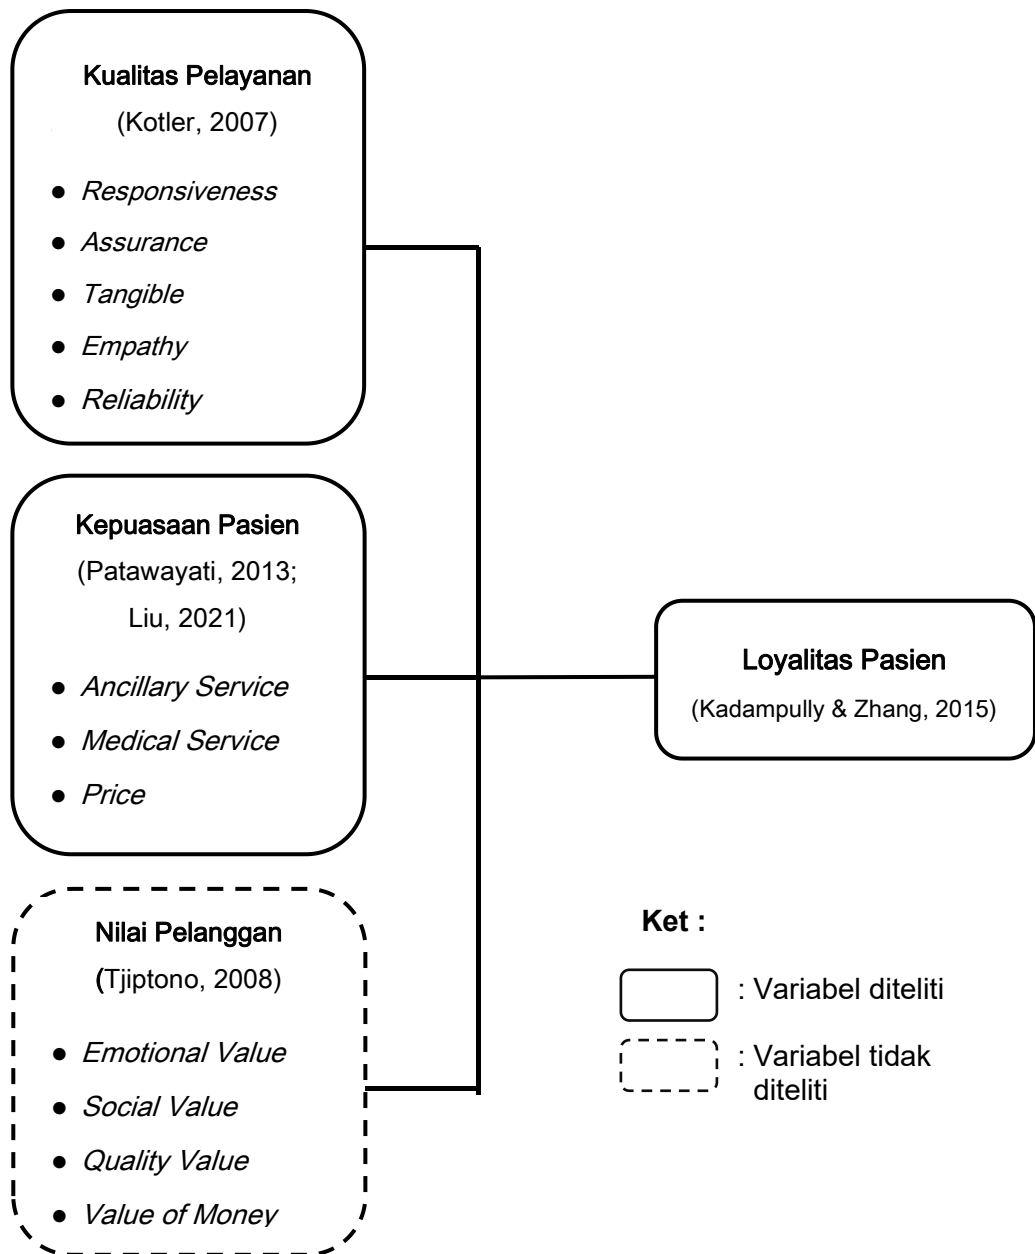 Kualitas Pelayanan
(Kotler, 2007)
● Responsiveness
● Assurance
● Tangible
● Empathy
● Reliability
Kepuasaan Pasien
(Patawayati, 2013;
Liu, 2021)
● Ancillary Service
● Medical Service
● Price
Loyalitas Pasien
(Kadampully & Zhang, 2015)
Nilai Pelanggan
(Tjiptono, 2008)
● Emotional Value
● Social Value
● Quality Value
● Value of Money
Ket :
: Variabel diteliti
: Variabel tidak
diteliti